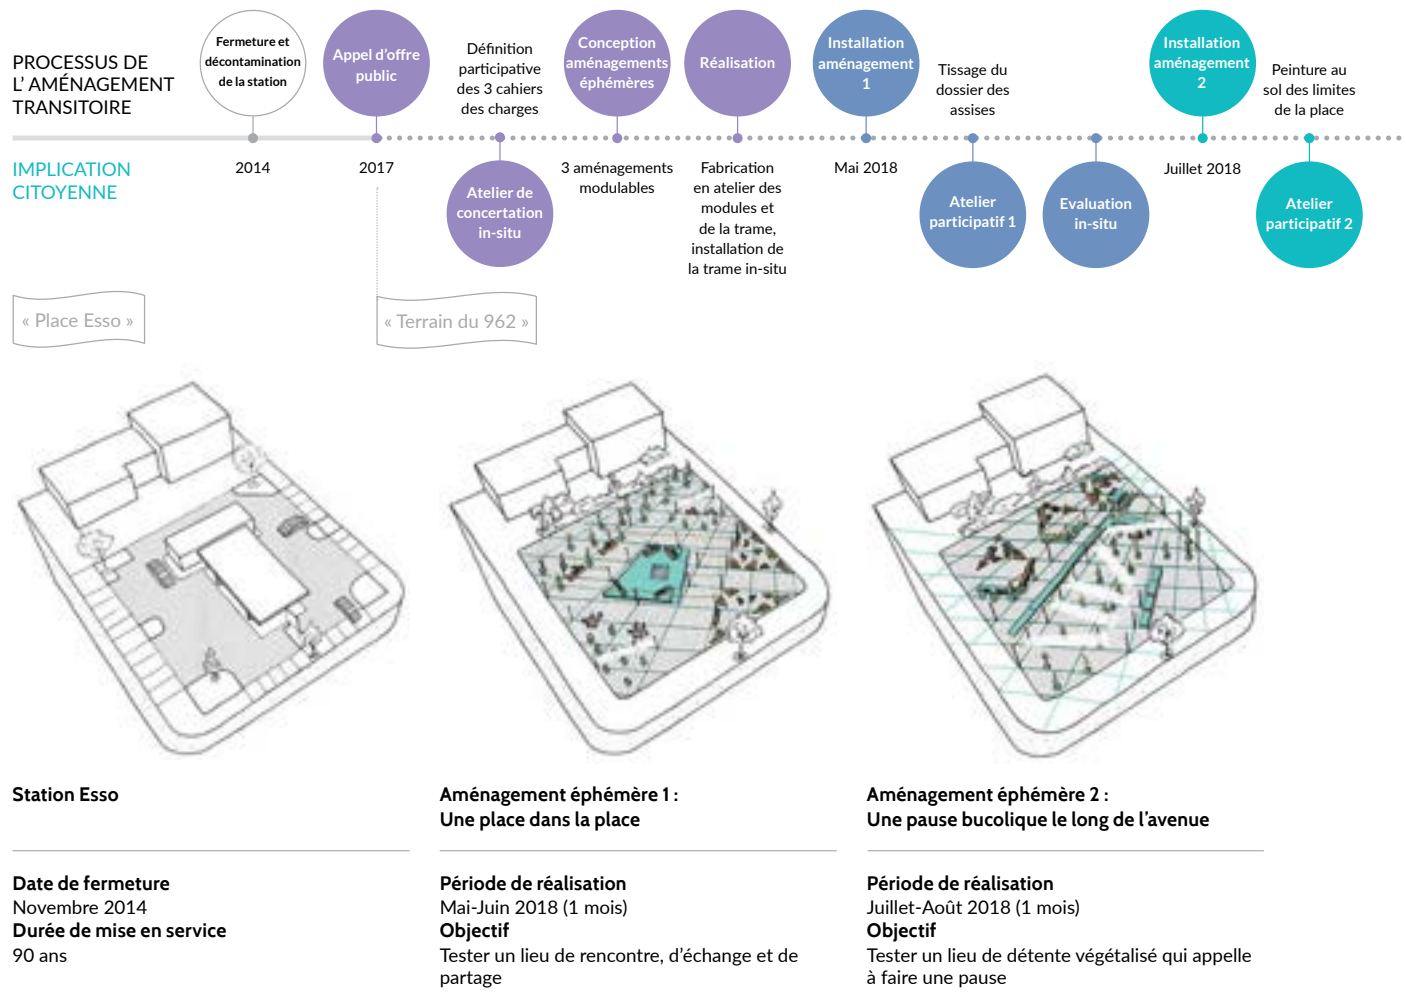 PROCESSUS DE
L’ AMÉNAGEMENT
TRANSITOIRE
Fermeture et
décontamination
de la station
Appel d’offre
public
Définition
participative
des 3 cahiers
des charges
Conception
aménagements
éphémères
Réalisation
Installation
aménagement
1
Tissage du
dossier des
assises
Installation
aménagement
2
Peinture au
sol des limites
de la place
IMPLICATION
CITOYENNE
2014
2017
Atelier de
concertation
in-situ
3 aménagements
modulables
Fabrication
en atelier des
modules et
de la trame,
installation de
la trame in-situ
Mai 2018
Atelier
participatif 1
Evaluation
in-situ
Juillet 2018
Atelier
participatif 2
« Place Esso »
« Terrain du 962 »
Station Esso
Date de fermeture
Novembre 2014
Durée de mise en service
90 ans
Aménagement éphémère 1 :
Une place dans la place
Période de réalisation
Mai-Juin 2018 (1 mois)
Objectif
Tester un lieu de rencontre, d’échange et de
partage
Aménagement éphémère 2 :
Une pause bucolique le long de l’avenue
Période de réalisation
Juillet-Août 2018 (1 mois)
Objectif
Tester un lieu de détente végétalisé qui appelle
à faire une pause